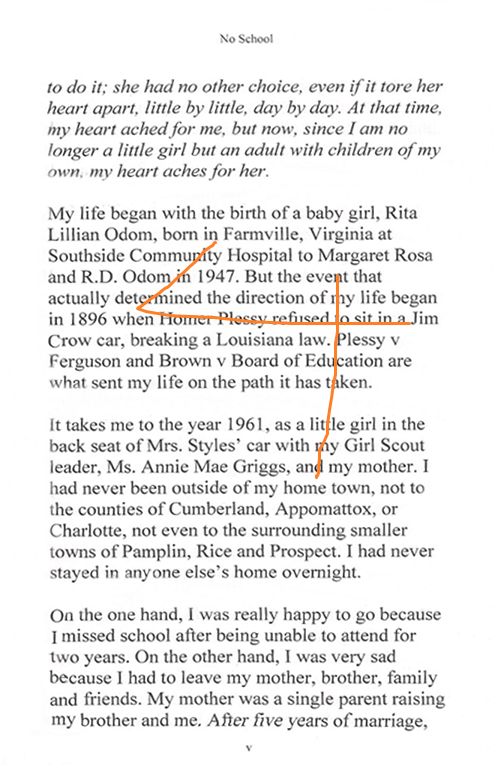 No School
to do it; she had no other choice, even if it tore her
heart apart, little by little, day by day. At that time,
my heart ached for me, but now, since I am no
longer a little girl but an adult with children of my
own, my heart aches for her.
My life began with the birth of a baby girl, Rita
Lillian Odom, born in Farmville, Virginia at
Southside Community Hospital to Margaret Rosa
and R.D. Odom in 1947. But the event that
actually determined the direction of my life began
in 1896 when Homer Plessy refused to sit in a Jim
Crow car, breaking a Louisiana law. Plessy v
Ferguson and Brown v Board of Education are
what sent my life on the path it has taken.
It takes me to the year 1961, as a little girl in the
back seat of Mrs. Styles' car with my Girl Scout
leader, Ms. Annie Mae Griggs, and my mother. I
had never been outside of my home town, not to
the counties of Cumberland, Appomattox, or
Charlotte, not even to the surrounding smaller
towns of Pamplin, Rice and Prospect. I had never
stayed in anyone else's home overnight.
On the one hand, I was really happy to go because
I missed school after being unable to attend for
two years. On the other hand, I was very sad
because I had to leave my mother, brother, family
and friends. My mother was a single parent raising
my brother and me. After five years of marriage,
v